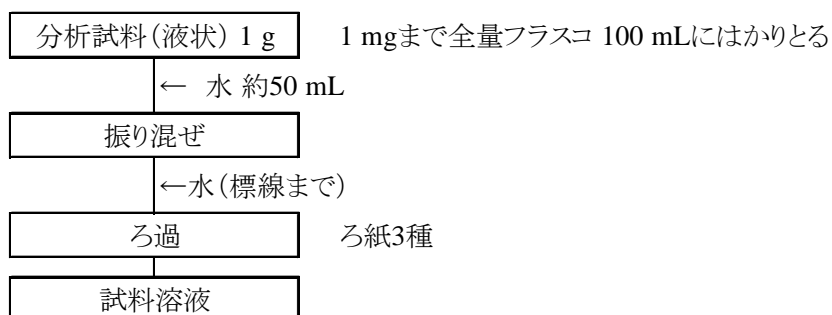 分析試料(液状) 1 g 1 mgまで全量フラスコ 100 mLにはかりとる
← 水 約50 mL
振り混ぜ
←水(標線まで)
ろ過 ろ紙3種
試料溶液